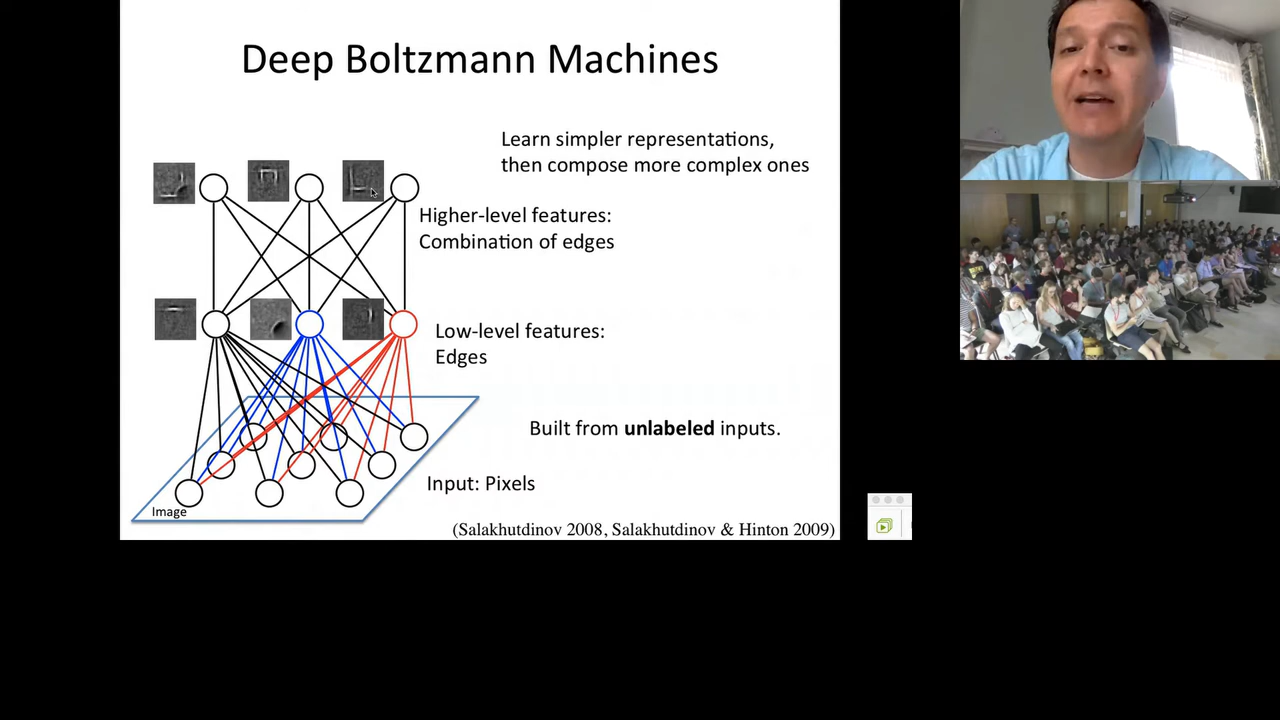 Deep Boltzmann Machines
Learn simpler representations,
then compose more complex ones
Higher-level features:
Combination of edges
Low-level features:
Edges
Built from unlabeled inputs.
Input: Pixels
Image
(Salakhutdinov 2008, Salakhutdinov & Hinton 2009)